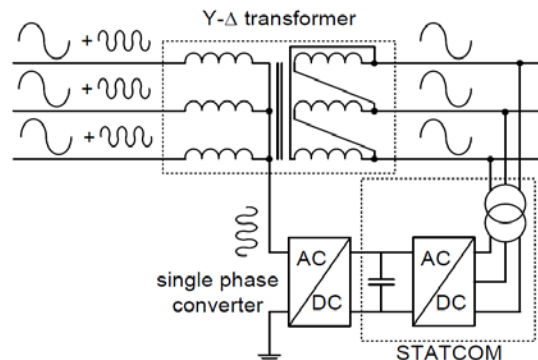 Y-Δ transformer
+
+
+
single phase
converter
AC
DC
AC
DC
STATCOM